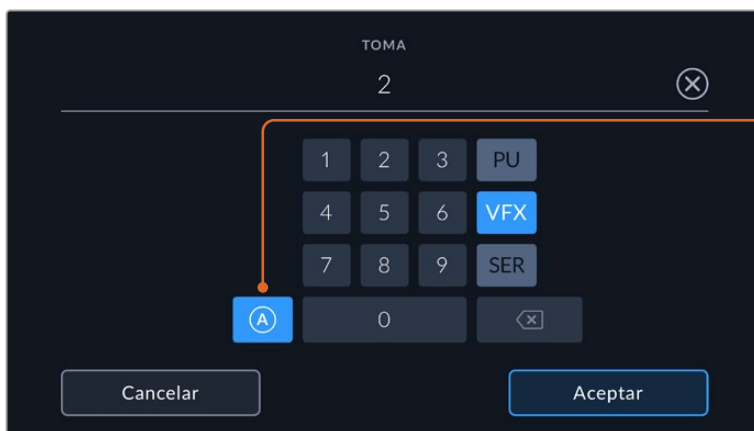 TOMA
2
1 2 3 PU
4 5 6 VFX
7 8 9 SER
A 0
Cancelar Aceptar